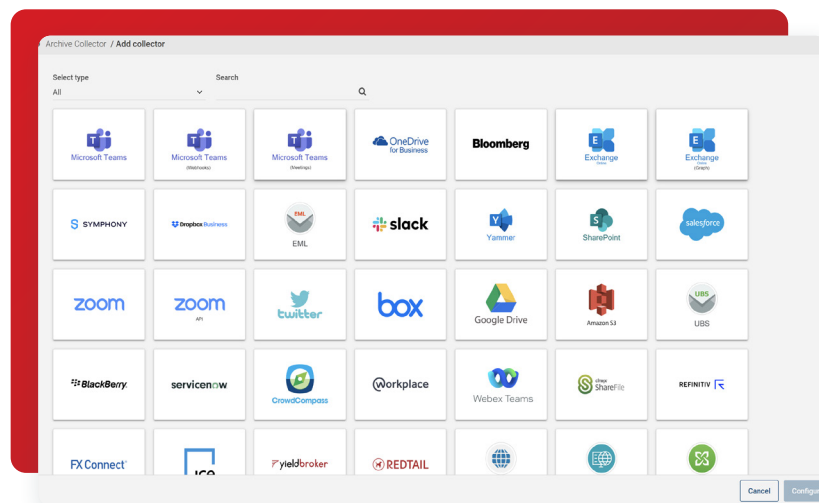 Archive Collector / Add collector
Select type
Search
All
Microsoft Teams
Microsoft Teams
(Webhooks)
Microsoft Teams
(Meetings)
OneDrive
for Business
Bloomberg
Exchange
Online
Exchange
Online
(Graph)
SYMPHONY
Dropbox Business
EML
EML
slack
Yammer
SharePoint
salesforce
zoom
zoom
API
twitter
box
Google Drive
Amazon S3
UBS
UBS
BlackBerry.
servicenow
CrowdCompass
workplace
Webex Teams
citrix
ShareFile
REFINITIV
FX Connect
ice
yieldbroker
REDTAIL
Cancel
Configu